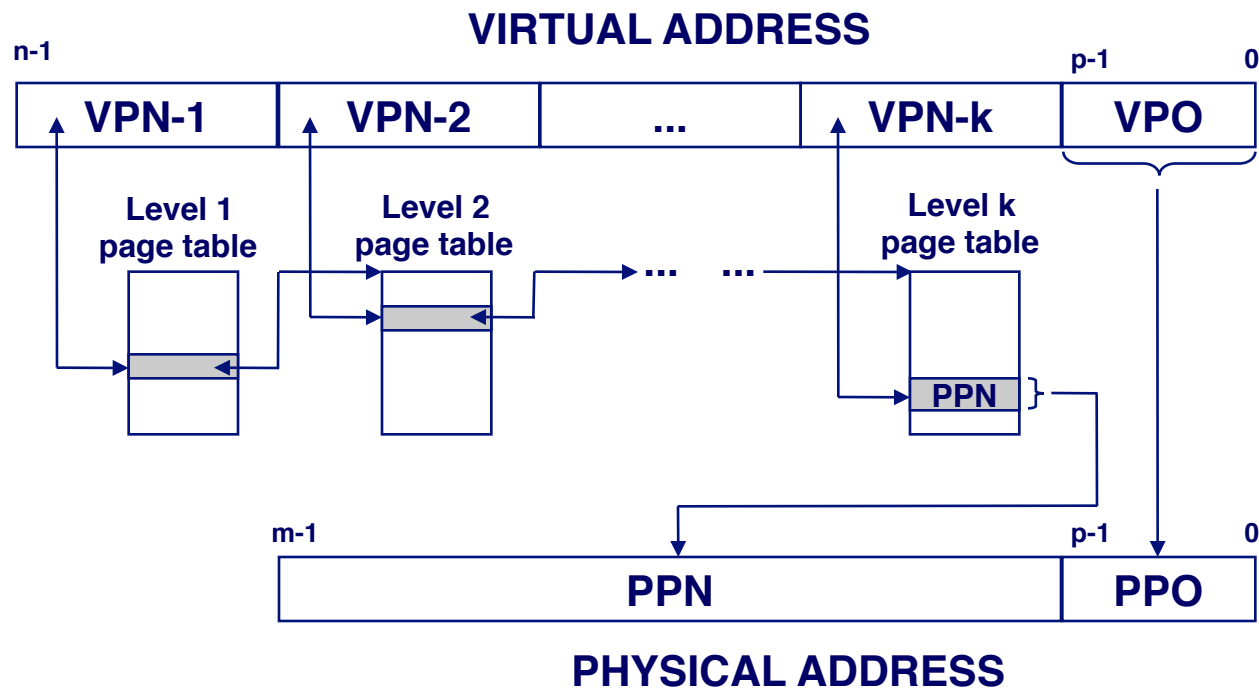 VIRTUAL ADDRESS
n-1 p-1 0
VPN-1 VPN-2 ... VPN-k VPO
Level 1
page table
Level 2
page table
Level k
page table
... ...
PPN
m-1 p-1 0
PPN PPO
PHYSICAL ADDRESS